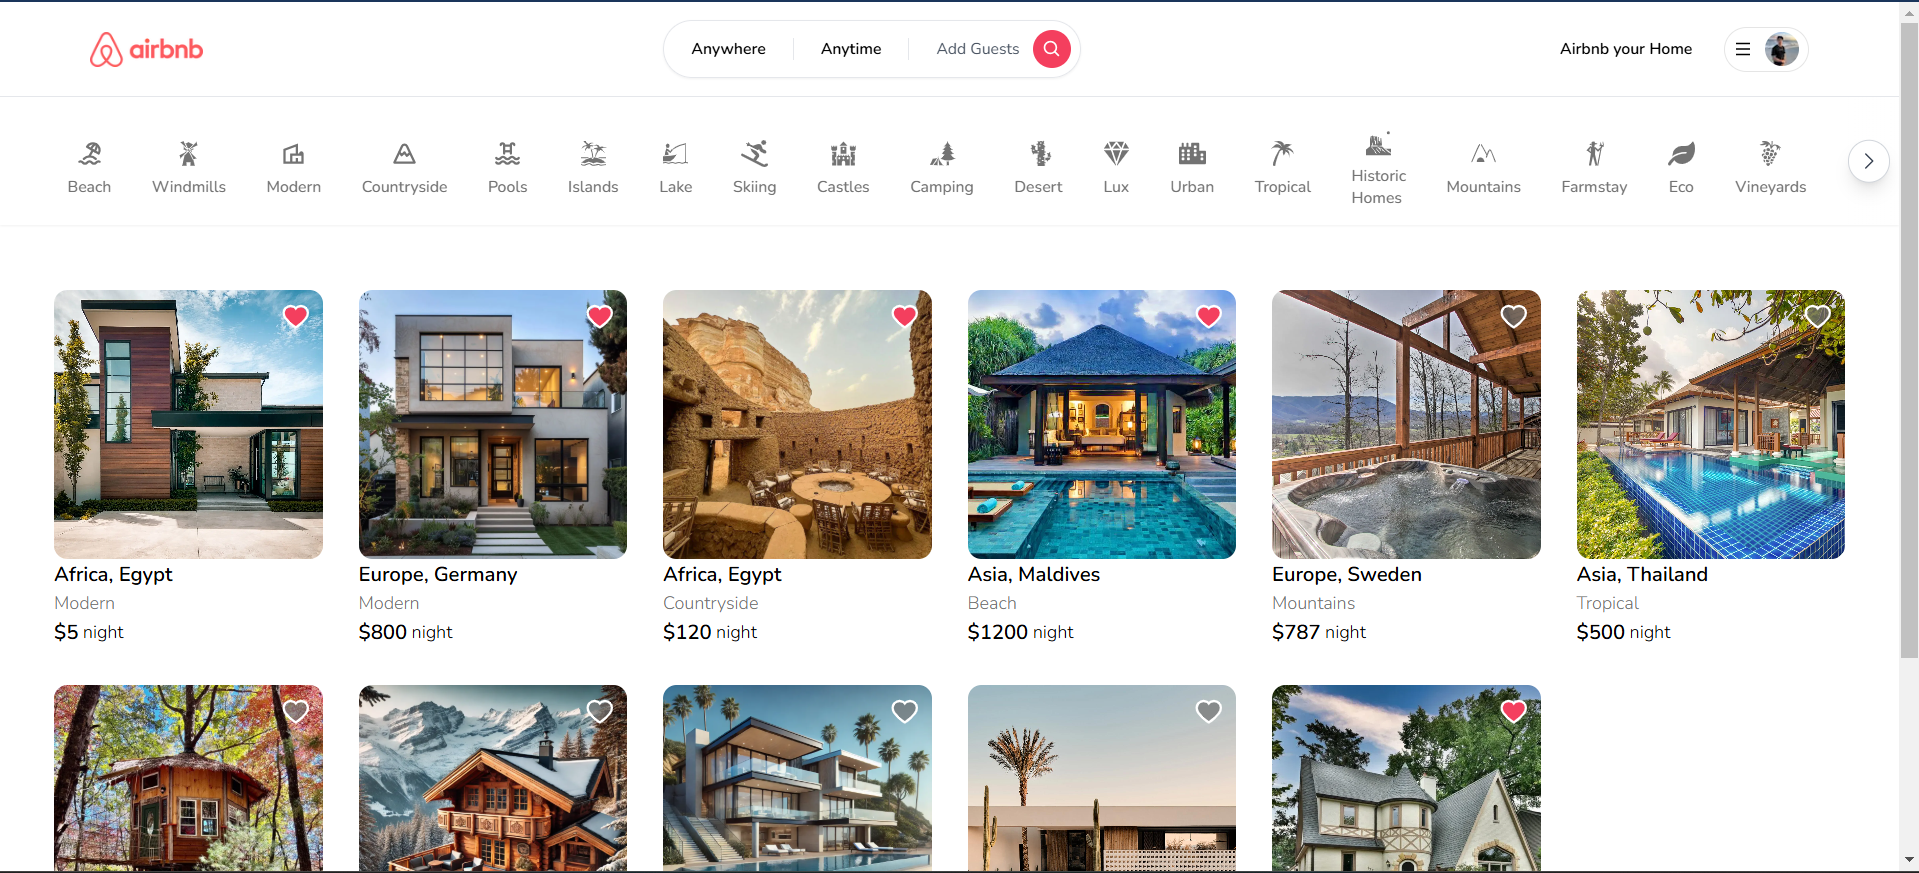 airbnb
Anywhere
Anytime
Add Guests
Airbnb your Home
Beach
Windmills
Modern
Countryside
Pools
Islands
Lake
Skiing
Castles
Camping
Desert
Lux
Urban
Tropical
Historic
Homes
Mountains
Farmstay
Eco
Vineyards
Africa, Egypt
Modern
$5 night
Europe, Germany
Modern
$800 night
Africa, Egypt
Countryside
$120 night
Asia, Maldives
Beach
$1200 night
Europe, Sweden
Mountains
$787 night
Asia, Thailand
Tropical
$500 night